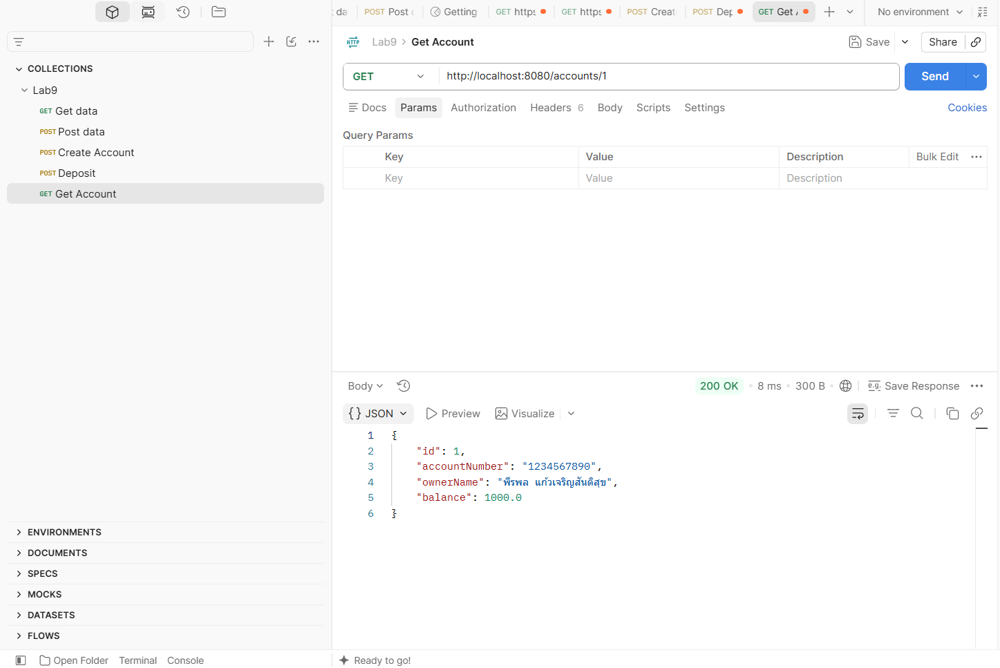 t da
POST Post c
Getting
GET https
GET https
POST Creat
POST Dep
GET Get A
No environment
Lab9 > Get Account
Save
Share
COLLECTIONS
Lab9
GET Get data
POST Post data
POST Create Account
POST Deposit
GET Get Account
ENVIRONMENTS
DOCUMENTS
SPECS
MOCKS
DATASETS
FLOWS
HTTP
GET http://localhost:8080/accounts/1
Send
Docs Params Authorization Headers 6 Body Scripts Settings Cookies
Query Params
Key Value Description Bulk Edit
Key Value Description
Body 200 OK 8 ms 300 B e.g. Save Response
{} JSON Preview Visualize
1 {
2 "id": 1,
3 "accountNumber": "1234567890",
4 "ownerName": "พีรพล แก้วเจริญสันติสุข",
5 "balance": 1000.0
6 }
Open Folder Terminal Console Ready to go!